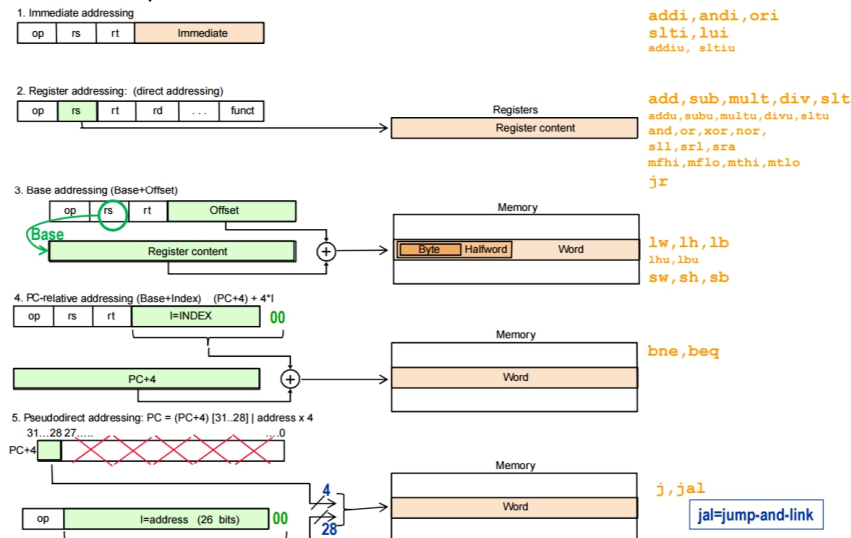 1. Immediate addressing
op rs rt Immediate
addi,andi,ori
slti,lui
addiu, sltiu
2. Register addressing: (direct addressing)
op rs rt rd . . . funct
Registers
Register content
add,sub,mult,div,slt
addu,subu,multu,divu,sltu
and,or,xor,nor,
sll,srl,sra
mfhi,mflo,mthi,mtlo
jr
3. Base addressing (Base+Offset)
op rs rt Offset
Base
Register content
+
Memory
Byte Halfword Word
lw,lh,lb
lhu,lbu
sw,sh,sb
4. PC-relative addressing (Base+Index) (PC+4) + 4*I
op rs rt I=INDEX 00
PC+4
+
Memory
Word
bne,beq
5. Pseudodirect addressing: PC = (PC+4) [31..28] | address x 4
31...28 27..... ....0
PC+4
4
28
op I=address (26 bits) 00
Memory
Word
j,jal
jal=jump-and-link